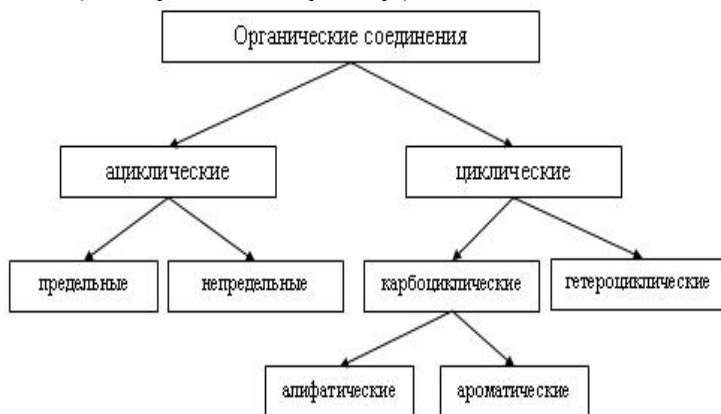 Органические соединения
ациклические
циклические
предельные
непредельные
карбоциклические
гетероциклические
алифатические
ароматические